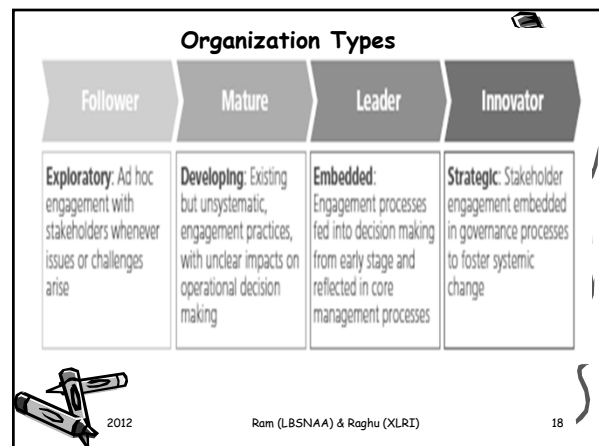 Organization Types
Follower
Mature
Leader
Innovator
Exploratory: Ad hoc
engagement with
stakeholders whenever
issues or challenges
arise
Developing: Existing
but unsystematic,
engagement practices,
with unclear impacts on
operational decision
making
Embedded:
Engagement processes
fed into decision making
from early stage and
reflected in core
management processes
Strategic: Stakeholder
engagement embedded
in governance processes
to foster systemic
change
2012
Ram (LBSNAA) & Raghu (XLRI)
18